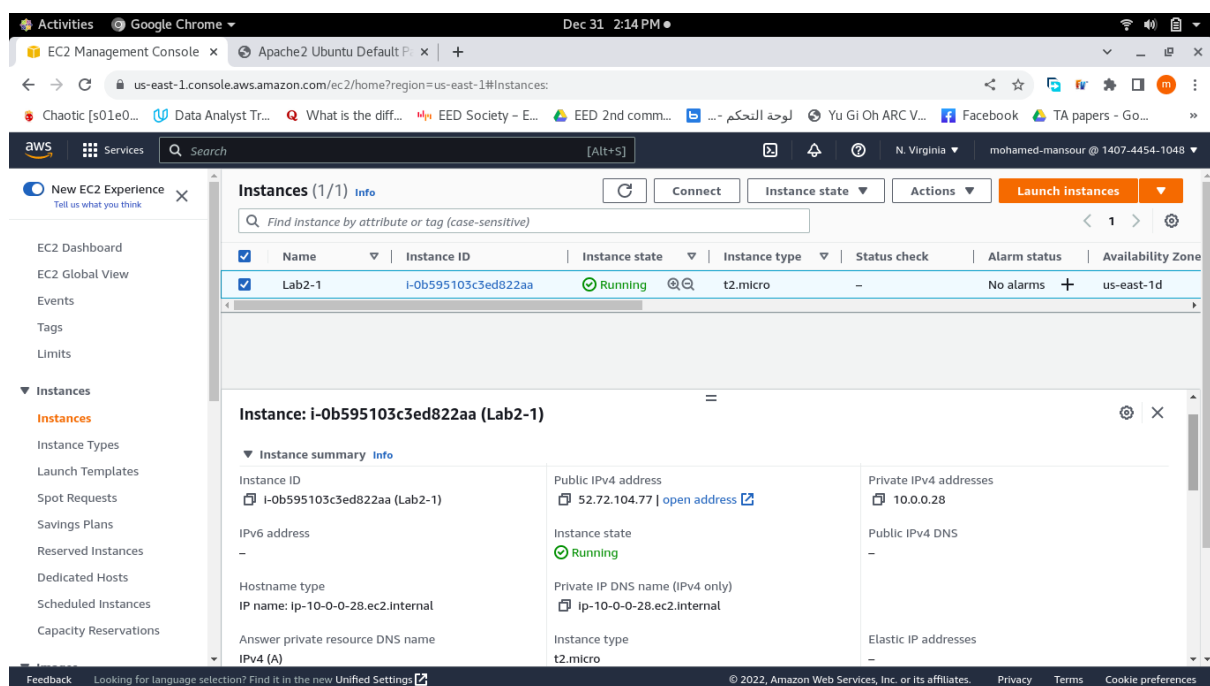 Activities Google Chrome Dec 31 2:14 PM
EC2 Management Console Apache2 Ubuntu Default P
us-east-1.console.aws.amazon.com/ec2/home?region=us-east-1#Instances:
Chaotic [s01e0... Data Analyst Tr... What is the diff... EED Society – E... EED 2nd comm... لوحة التحكم -... Yu Gi Oh ARC V... Facebook TA papers - Go... »
aws Services Search [Alt+S] N. Virginia mohamed-mansour @ 1407-4454-1048
New EC2 Experience
Tell us what you think
EC2 Dashboard
EC2 Global View
Events
Tags
Limits
Instances
Instances
Instance Types
Launch Templates
Spot Requests
Savings Plans
Reserved Instances
Dedicated Hosts
Scheduled Instances
Capacity Reservations
Images
Instances (1/1) Info Connect Instance state Actions Launch instances
Find instance by attribute or tag (case-sensitive) 1
Name Instance ID Instance state Instance type Status check Alarm status Availability Zone
Lab2-1 i-0b595103c3ed822aa Running t2.micro – No alarms + us-east-1d
Instance: i-0b595103c3ed822aa (Lab2-1)
Instance summary Info
Instance ID Public IPv4 address Private IPv4 addresses
i-0b595103c3ed822aa (Lab2-1) 52.72.104.77 | open address 10.0.0.28
IPv6 address Instance state Public IPv4 DNS
– Running –
Hostname type Private IP DNS name (IPv4 only)
IP name: ip-10-0-0-28.ec2.internal ip-10-0-0-28.ec2.internal
Answer private resource DNS name Instance type Elastic IP addresses
IPv4 (A) t2.micro –
Feedback Looking for language selection? Find it in the new Unified Settings © 2022, Amazon Web Services, Inc. or its affiliates. Privacy Terms Cookie preferences